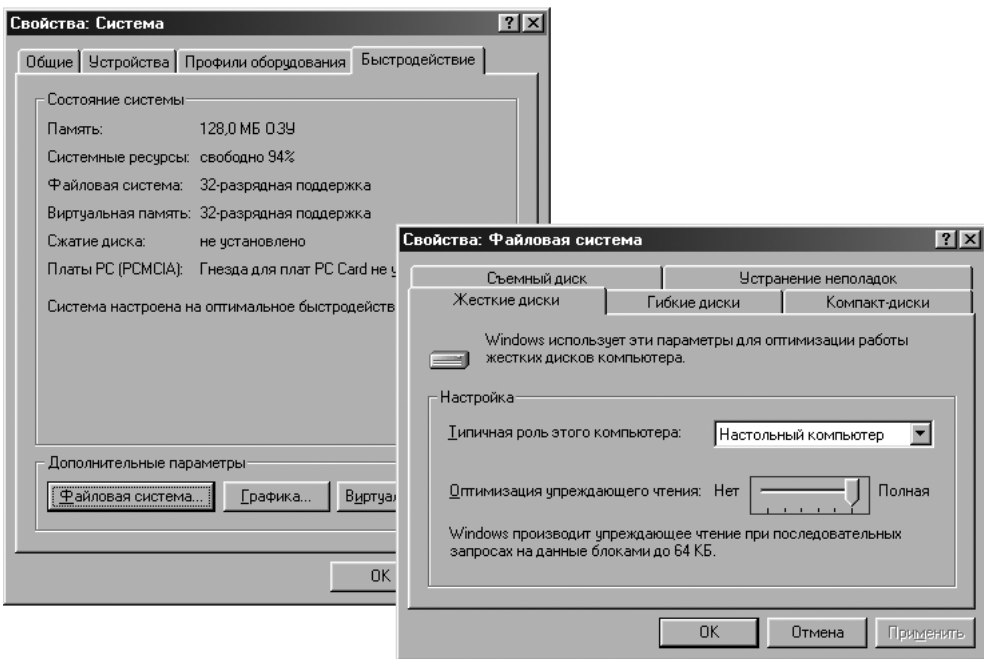 Свойства: Система
Общие Устройства Профили оборудования Быстродействие
Состояние системы
Память: 128,0 МБ ОЗУ
Системные ресурсы: свободно 94%
Файловая система: 32-разрядная поддержка
Виртуальная память: 32-разрядная поддержка
Сжатие диска: не установлено
Платы PC (PCMCIA): Гнезда для плат PC Card не у
Система настроена на оптимальное быстродейств
Дополнительные параметры
Файловая система... Графика... Виртуал
OK
Свойства: Файловая система
Съемный диск Устранение неполадок
Жесткие диски Гибкие диски Компакт-диски
Windows использует эти параметры для оптимизации работы
жестких дисков компьютера.
Настройка
Типичная роль этого компьютера: Настольный компьютер
Оптимизация упреждающего чтения: Нет Полная
Windows производит упреждающее чтение при последовательных
запросах на данные блоками до 64 КБ.
OK Отмена Применить